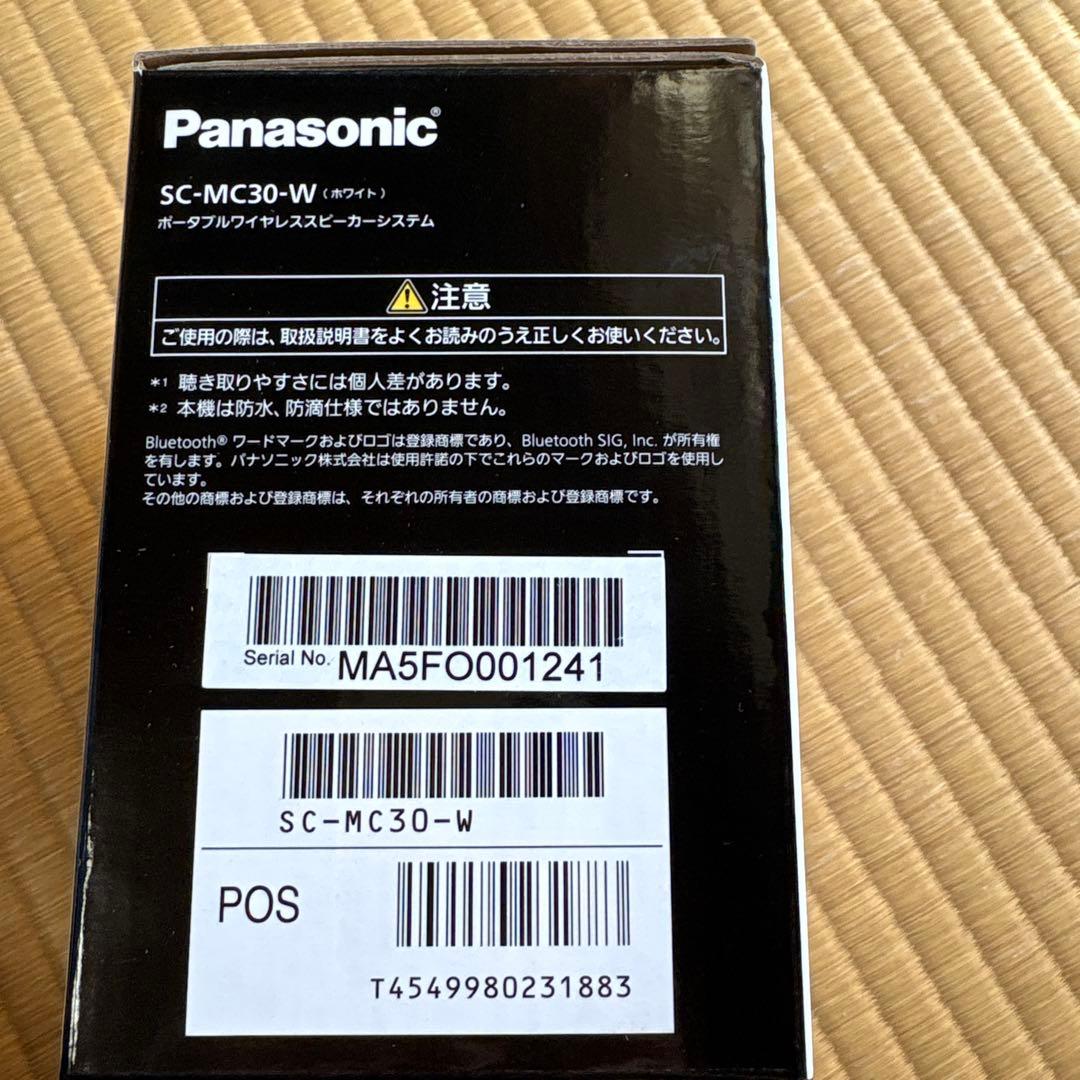 Panasonic®
SC-MC30-W（ホワイト）
ポータブルワイヤレススピーカーシステム
注意
ご使用の際は、取扱説明書をよくお読みのうえ正しくお使いください。
*1 聴き取りやすさには個人差があります。
*2 本機は防水、防滴仕様ではありません。
Bluetooth® ワードマークおよびロゴは登録商標であり、Bluetooth SIG, Inc. が所有権
を有します。パナソニック株式会社は使用許諾の下でこれらのマークおよびロゴを使用し
ています。
その他の商標および登録商標は、それぞれの所有者の商標および登録商標です。
Serial No. MA5FO001241
SC-MC30-W
POS
T4549980231883